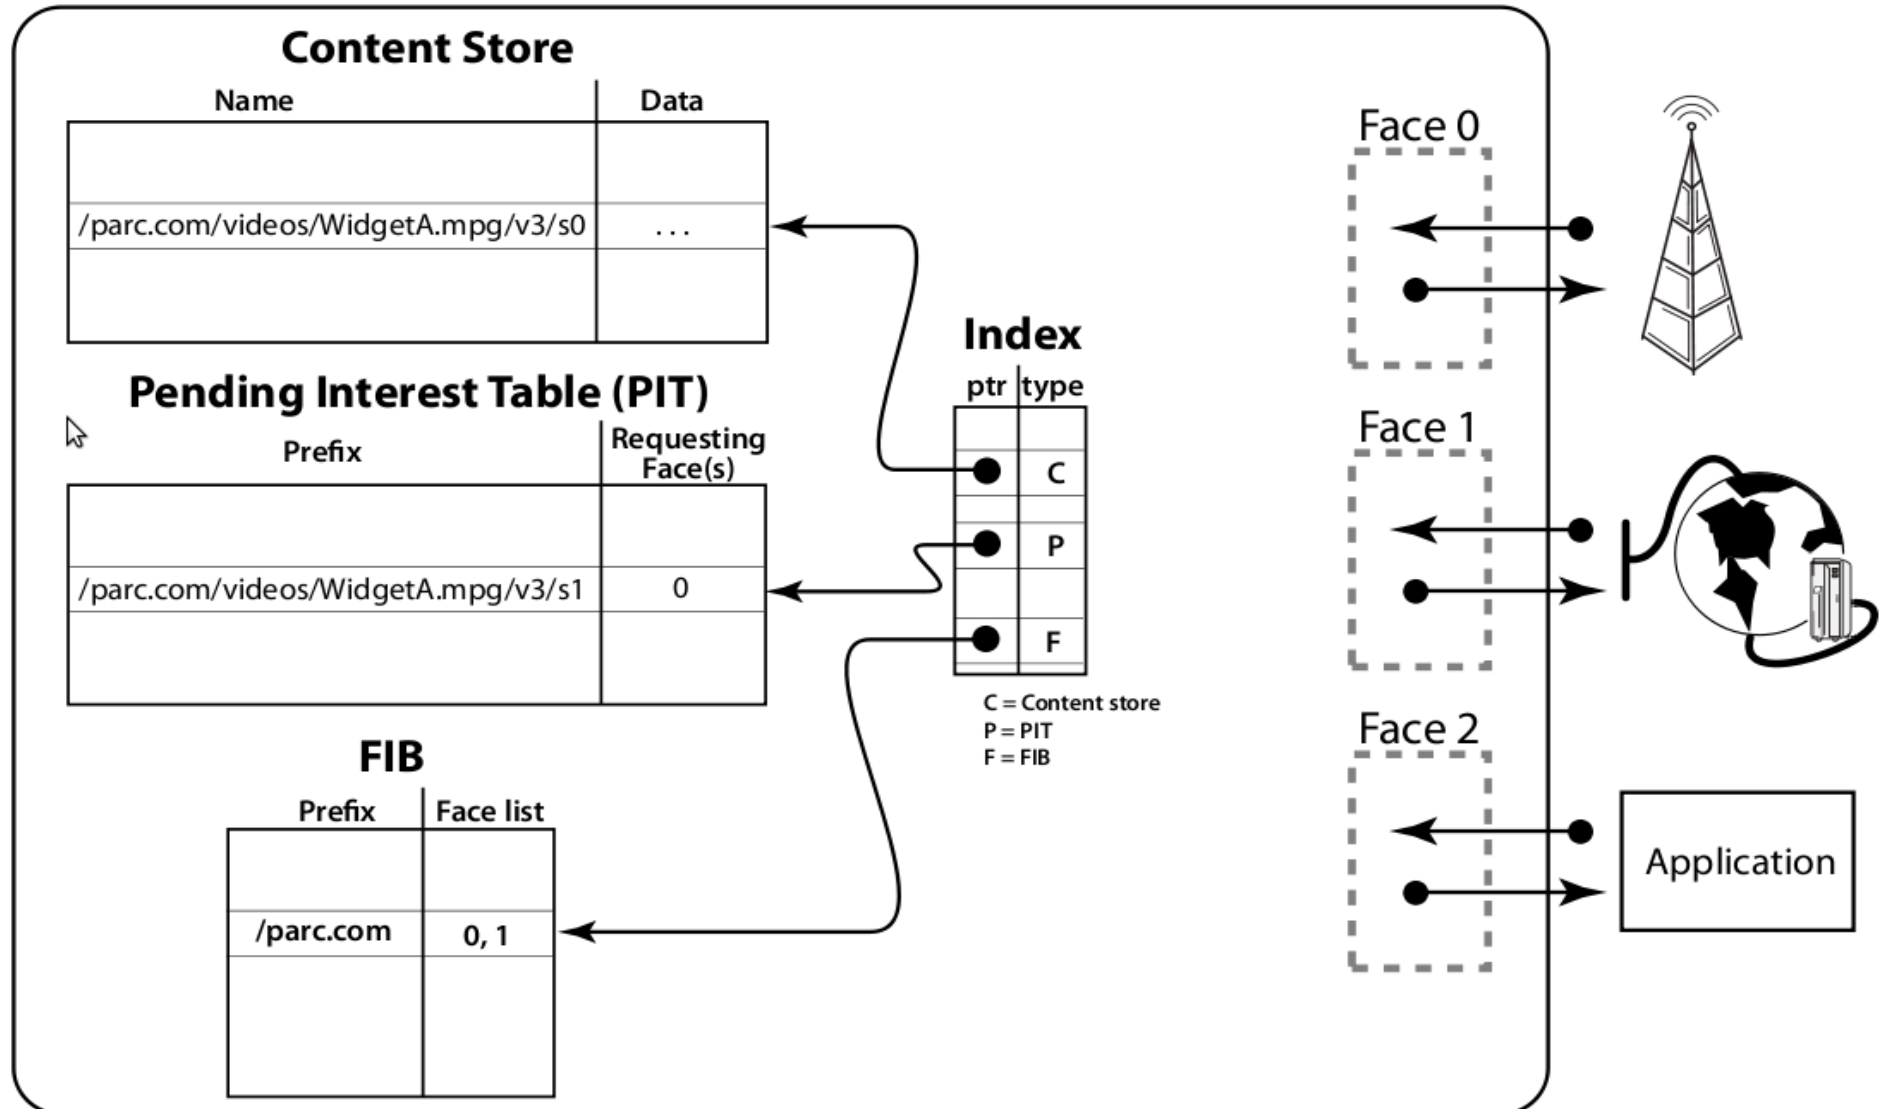 Content Store
Name Data
/parc.com/videos/WidgetA.mpg/v3/s0 ...
Pending Interest Table (PIT)
Prefix Requesting
Face(s)
/parc.com/videos/WidgetA.mpg/v3/s1 0
FIB
Prefix Face list
/parc.com 0, 1
Index
ptr type
C
P
F
C = Content store
P = PIT
F = FIB
Face 0
Face 1
Face 2
Application